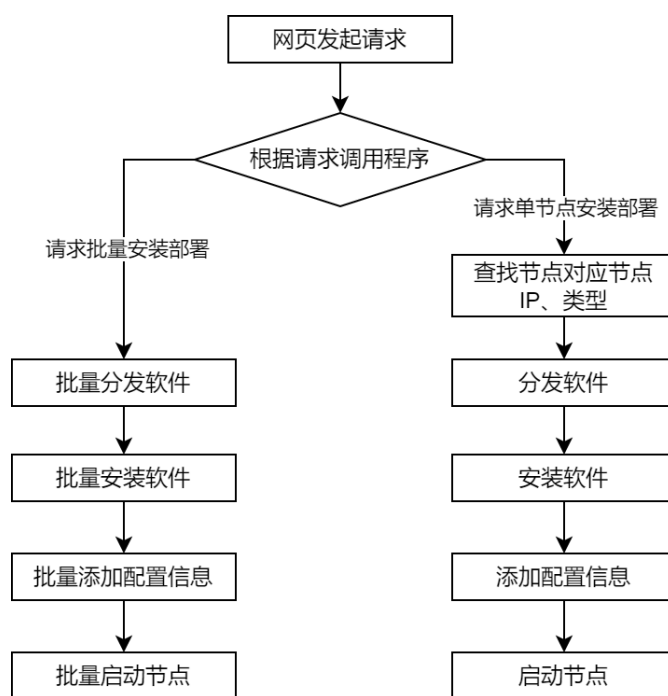 网页发起请求
根据请求调用程序
请求批量安装部署
请求单节点安装部署
查找节点对应节点
IP、类型
批量分发软件
分发软件
批量安装软件
安装软件
批量添加配置信息
添加配置信息
批量启动节点
启动节点